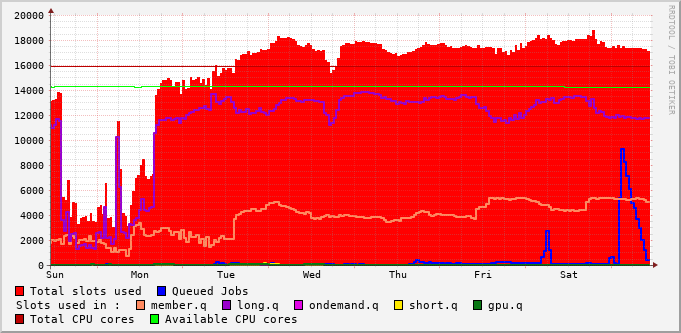 20000
18000
16000
14000
12000
10000
8000
6000
4000
2000
0
Sun Mon Tue Wed Thu Fri Sat
RRDTOOL / TOBI OETIKER
Total slots used Queued Jobs
Slots used in : member.q long.q ondemand.q short.q gpu.q
Total CPU cores Available CPU cores